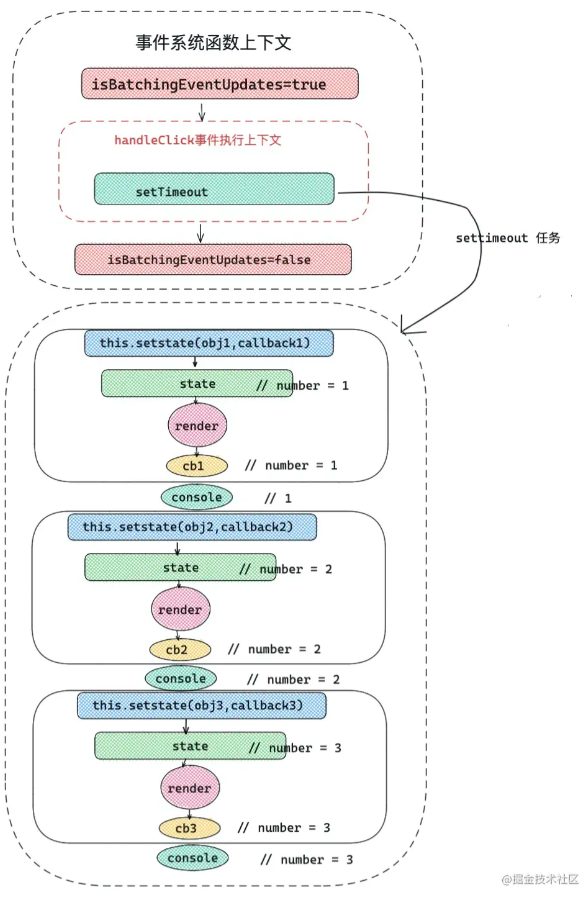 事件系统函数上下文
isBatchingEventUpdates=true
handleClick事件执行上下文
setTimeout
settimeout 任务
isBatchingEventUpdates=false
this.setstate(obj1,callback1)
state // number = 1
render
cb1 // number = 1
console // 1
this.setstate(obj2,callback2)
state // number = 2
render
cb2 // number = 2
console // number = 2
this.setstate(obj3,callback3)
state // number = 3
render
cb3 // number = 3
console // number = 3
@掘金技术社区